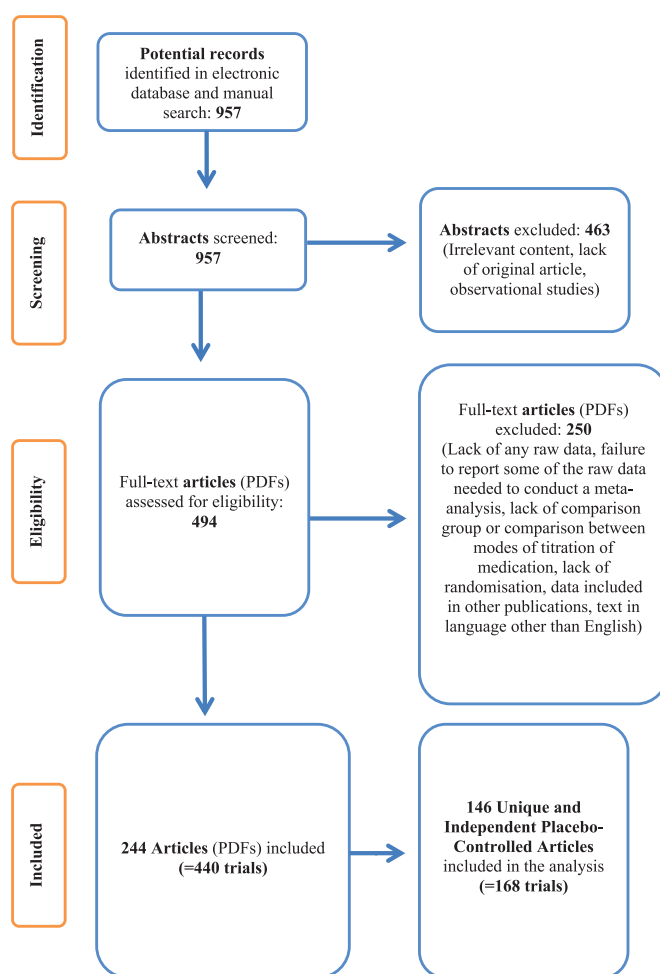 Identification
Potential records
identified in electronic
database and manual
search: 957
Screening
Abstracts screened:
957
Abstracts excluded: 463
(Irrelevant content, lack
of original article,
observational studies)
Eligibility
Full-text articles (PDFs)
assessed for eligibility:
494
Full-text articles (PDFs)
excluded: 250
(Lack of any raw data, failure
to report some of the raw data
needed to conduct a meta-
analysis, lack of comparison
group or comparison between
modes of titration of
medication, lack of
randomisation, data included
in other publications, text in
language other than English)
Included
244 Articles (PDFs) included
(=440 trials)
146 Unique and
Independent Placebo-
Controlled Articles
included in the analysis
(=168 trials)